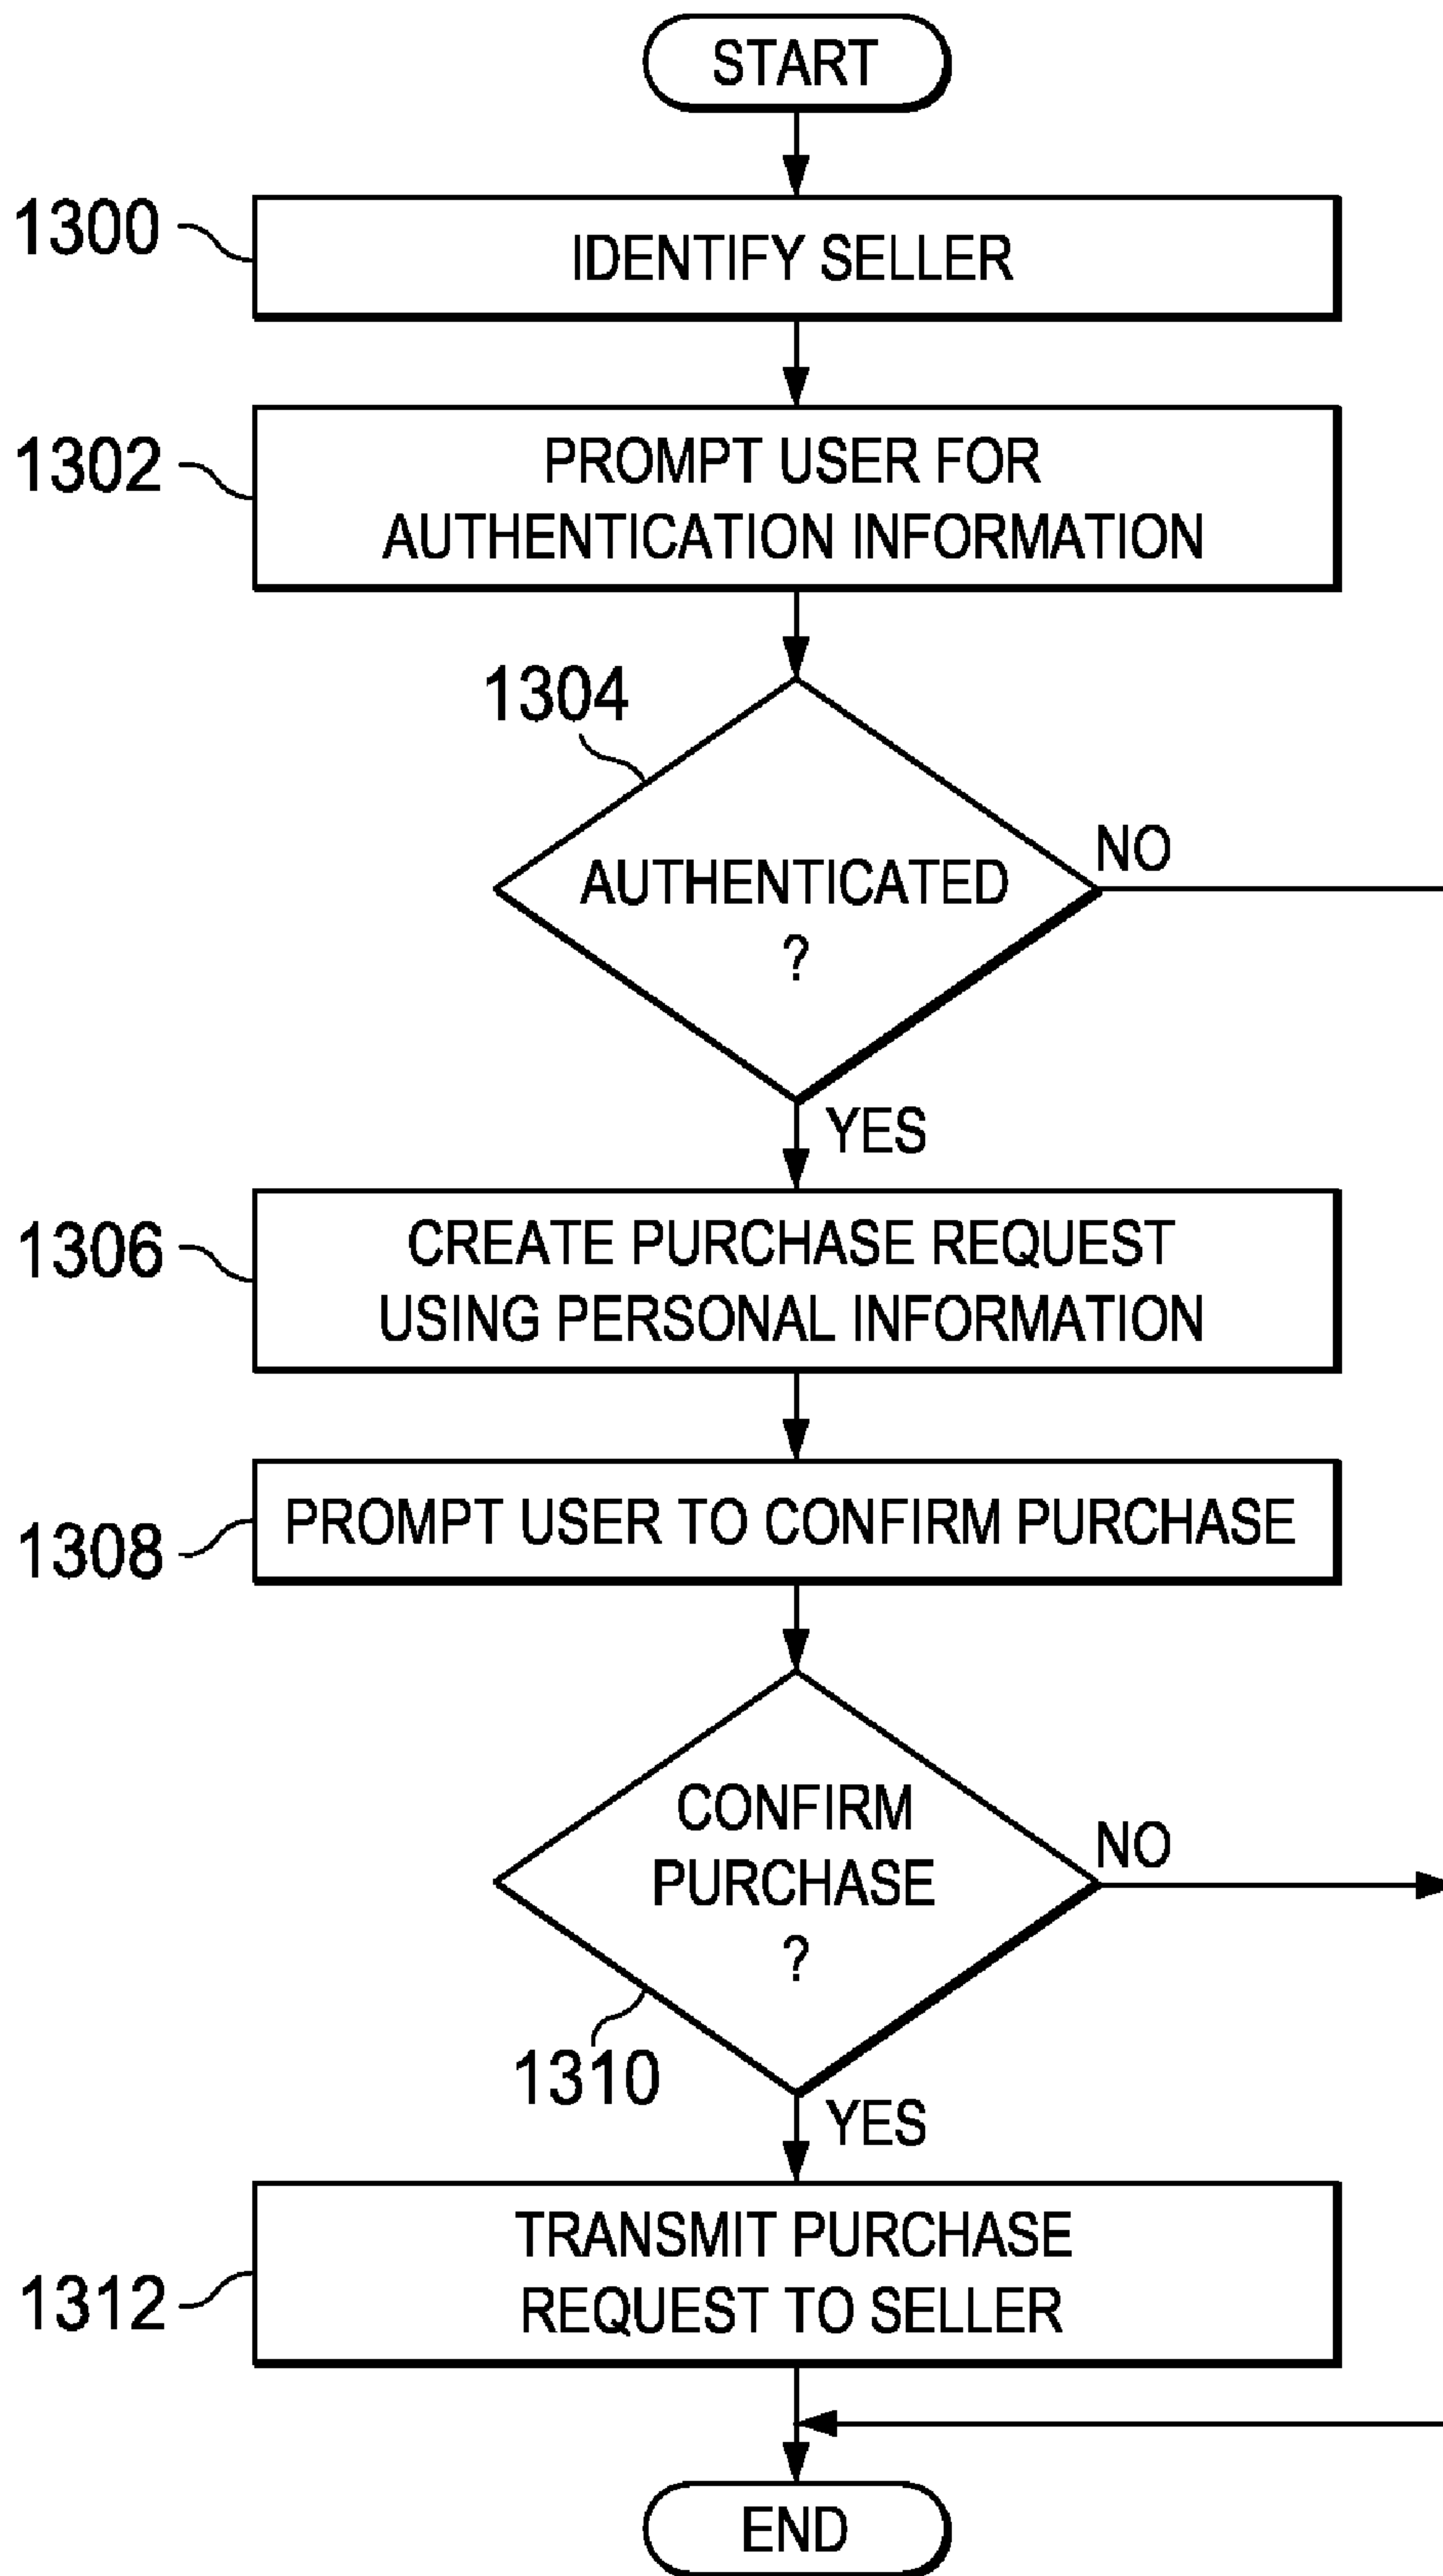 START
1300
IDENTIFY SELLER
1302
PROMPT USER FOR
AUTHENTICATION INFORMATION
1304
AUTHENTICATED
?
NO
YES
1306
CREATE PURCHASE REQUEST
USING PERSONAL INFORMATION
1308
PROMPT USER TO CONFIRM PURCHASE
CONFIRM
PURCHASE
?
NO
1310
YES
1312
TRANSMIT PURCHASE
REQUEST TO SELLER
END